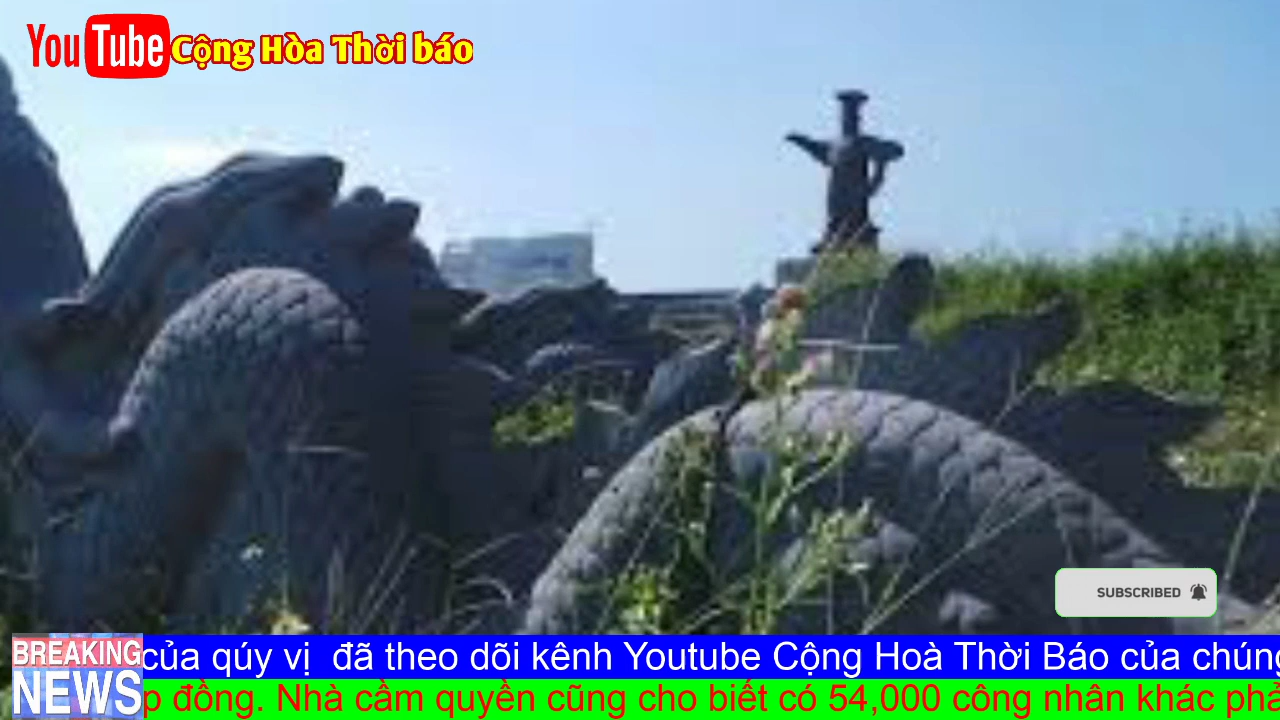 YouTube Cộng Hòa Thời báo
SUBSCRIBED
BREAKING
NEWS
của qúy vị đã theo dõi kênh Youtube Cộng Hoà Thời Báo của chúng
p đồng. Nhà cầm quyền cũng cho biết có 54,000 công nhân khác phả